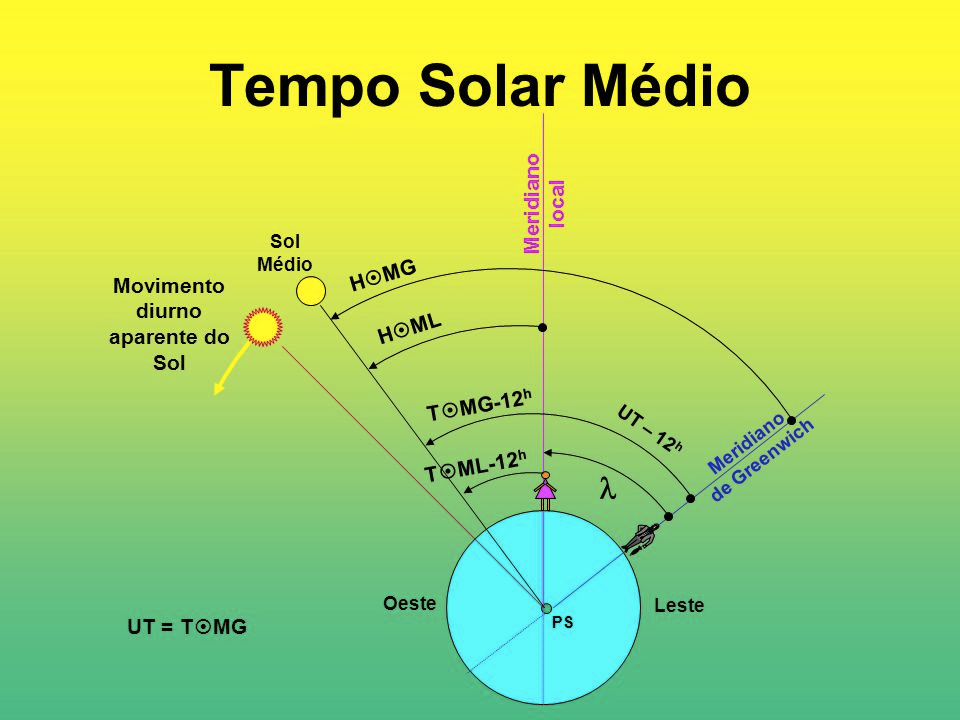 Tempo Solar Médio
Meridiano
local
Sol
Médio
H☉MG
Movimento
diurno
aparente do
Sol
H☉ML
T☉MG-12ʰ
UT – 12ʰ
Meridiano
de Greenwich
T☉ML-12ʰ
λ
Oeste
Leste
PS
UT = T☉MG